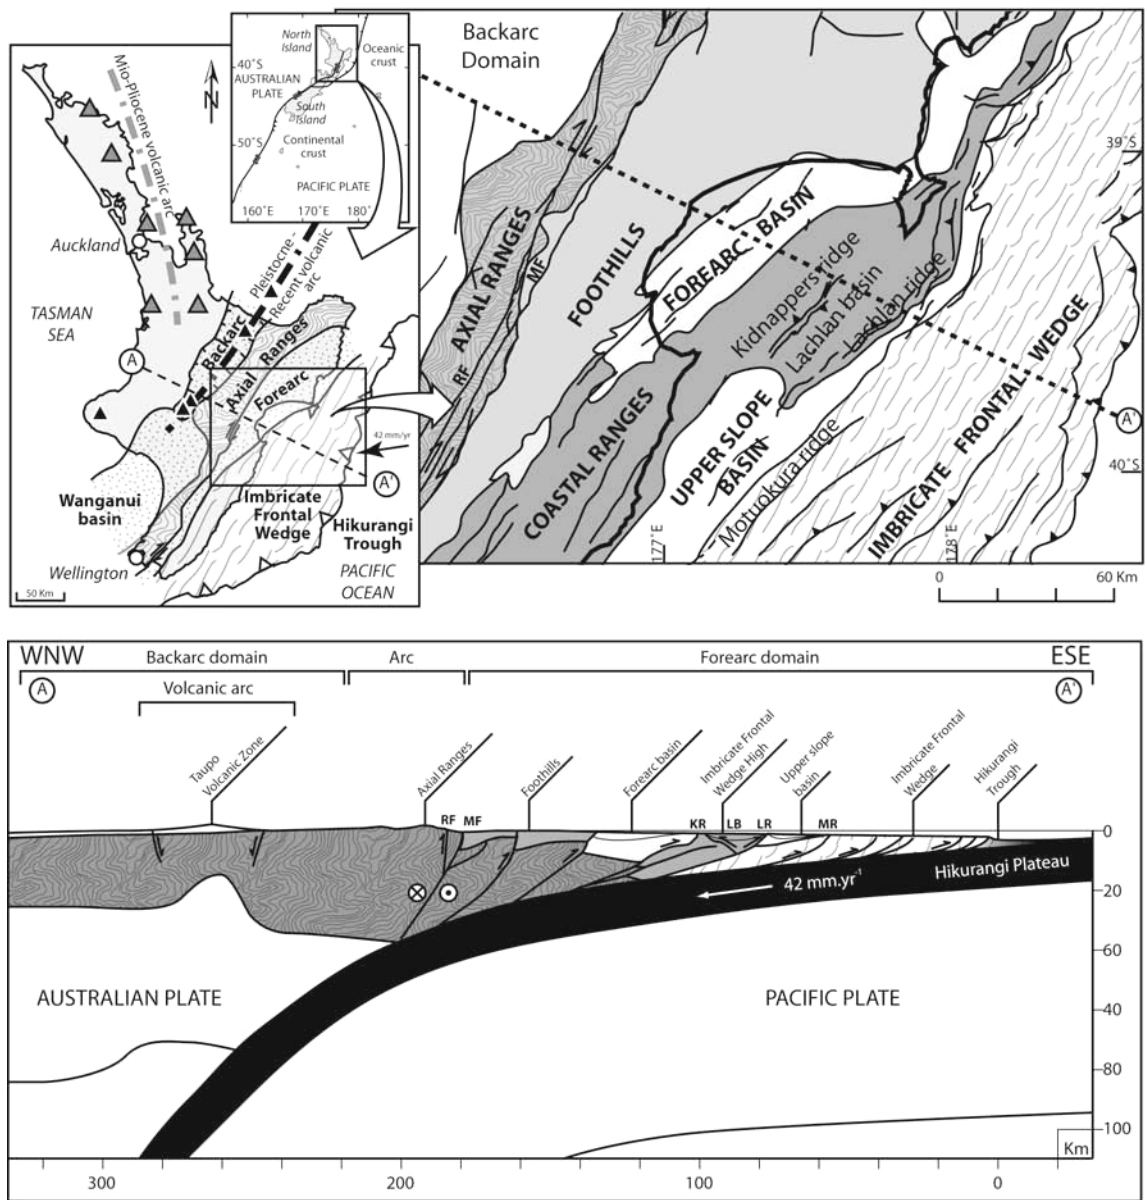 North
Island
Oceanic
crust
40°S
AUSTRALIAN
PLATE
South
Island
50°S
Continental
crust
PACIFIC PLATE
160°E
170°E
180°
N
Mio-Pliocene volcanic arc
Auckland
TASMAN
SEA
Pleistocne -
Recent volcanic
arc
A
Backarc
Axial Ranges
Forearc
42 mm/yr
A'
Wanganui
basin
Imbricate
Frontal
Wedge
Hikurangi
Trough
Wellington
PACIFIC
OCEAN
50 Km
Backarc
Domain
39°S
AXIAL RANGES
RF
MF
FOOTHILLS
FOREARC BASIN
Kidnappers ridge
Lachlan basin
Lachlan ridge
COASTAL RANGES
UPPER SLOPE
BASIN
Motuokura ridge
IMBRICATE FRONTAL WEDGE
A'
40°S
177°E
178°E
0
60 Km
WNW
ESE
Backarc domain
Arc
Forearc domain
A
A'
Volcanic arc
Taupo
Volcanic Zone
Axial Ranges
Foothills
Forearc basin
Imbricate Frontal
Wedge High
Upper slope
basin
Imbricate Frontal
Wedge
Hikurangi
Trough
RF
MF
KR
LB
LR
MR
0
Hikurangi Plateau
42 mm.yr-1
20
60
AUSTRALIAN PLATE
PACIFIC PLATE
40
80
100
Km
300
200
100
0